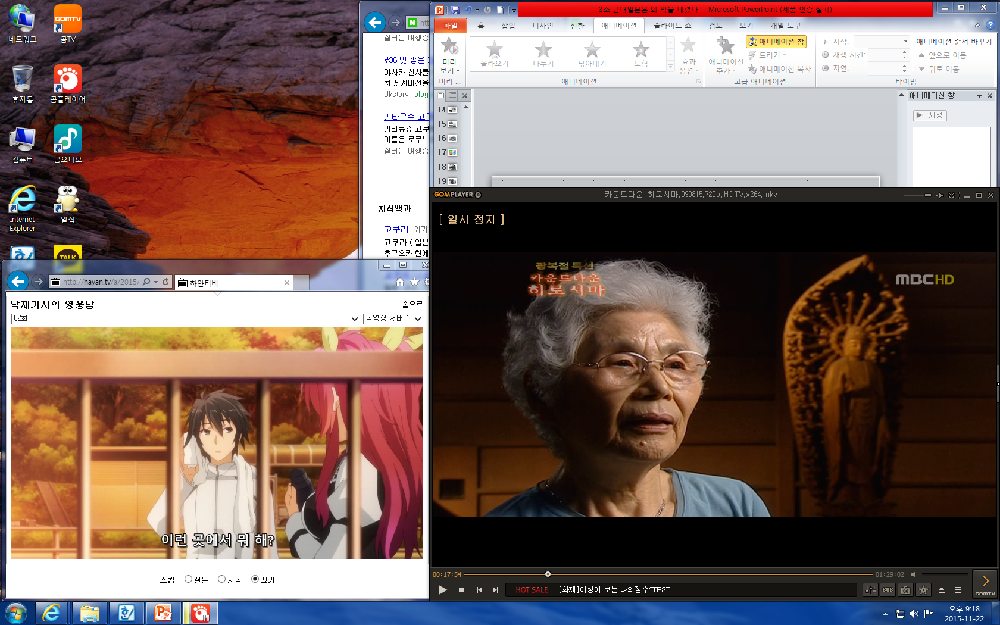 네트워크
GOMTV
곰TV
휴지통
곰플레이어
컴퓨터
곰오디오
Internet
Explorer
알집
TALK
실버는 여행중
#36 빛 좋은
야사카 신사를
차 세계대전을
Ukstory blog
기타큐슈 고쿠
기타큐슈 고쿠
이름은 로쿠노
실버는 여행중
지식백과
고쿠라 위키
고쿠라 ( 일본
후쿠오카 현에
3조 근대일본은 왜 막을 내렸나 - Microsoft PowerPoint (제품 인증 실패)
파일 홈 삽입 디자인 전환 애니메이션 슬라이드 쇼 검토 보기 개발 도구
미리
보기
미리 ...
올라오기 나누기 닦아내기 도형
효과
옵션
애니메이션
애니메이션
추가
애니메이션 창
트리거
애니메이션 복사
고급 애니메이션
시작:
재생 시간:
지연:
애니메이션 순서 바꾸기
앞으로 이동
뒤로 이동
타이밍
14
15
16
17
18
19
애니메이션 창
재생
GOMPLAYER
카운트다운 히로시마,090815,720p,HDTV,x264,mkv
[ 일시 정지 ]
광복절 특선
카운트다운
히로시마
MBC HD
00:17:54
01:29:02
HOT SALE [화제]이성이 보는 나의점수?TEST
SUB
GOMTV
http://hayan.tv/a/2015/
하얀티비
낙제기사의 영웅담
홈으로
02화
동영상 서버 1
이런 곳에서 뭐 해?
스킵 질문 자동 끄기
오후 9:18
2015-11-22